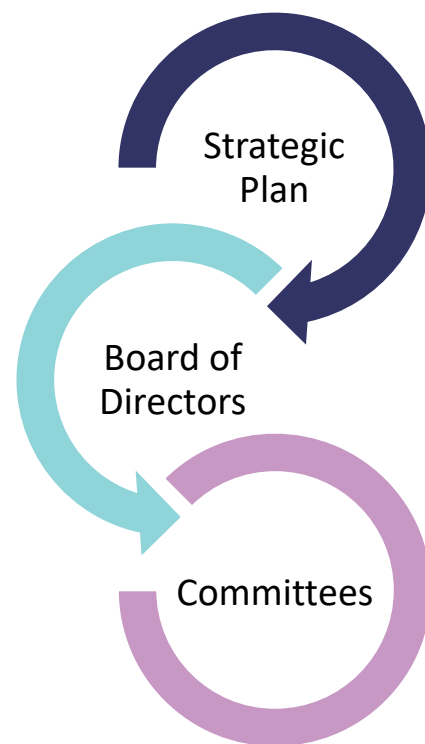 Strategic
Plan
Board of
Directors
Committees